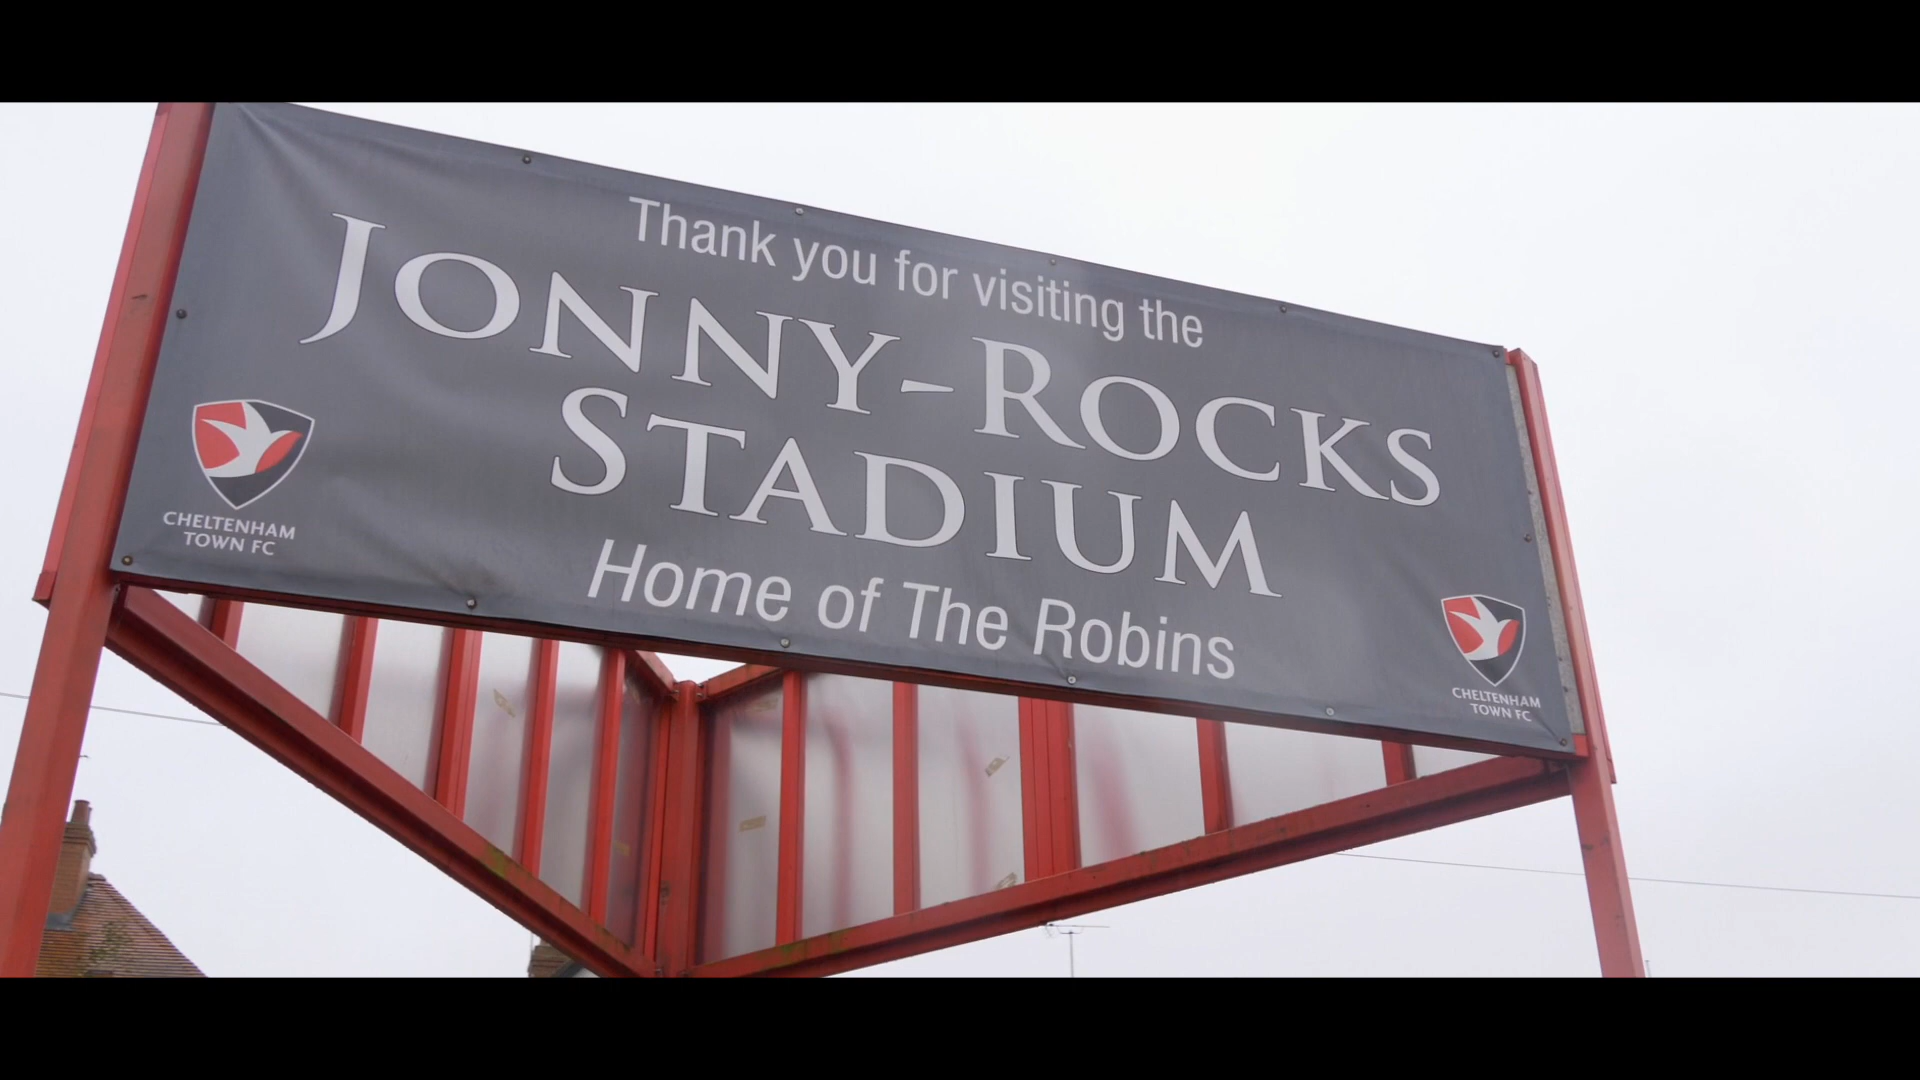 Thank you for visiting the
JONNY-ROCKS
STADIUM
Home of The Robins
CHELTENHAM
TOWN FC
CHELTENHAM
TOWN FC